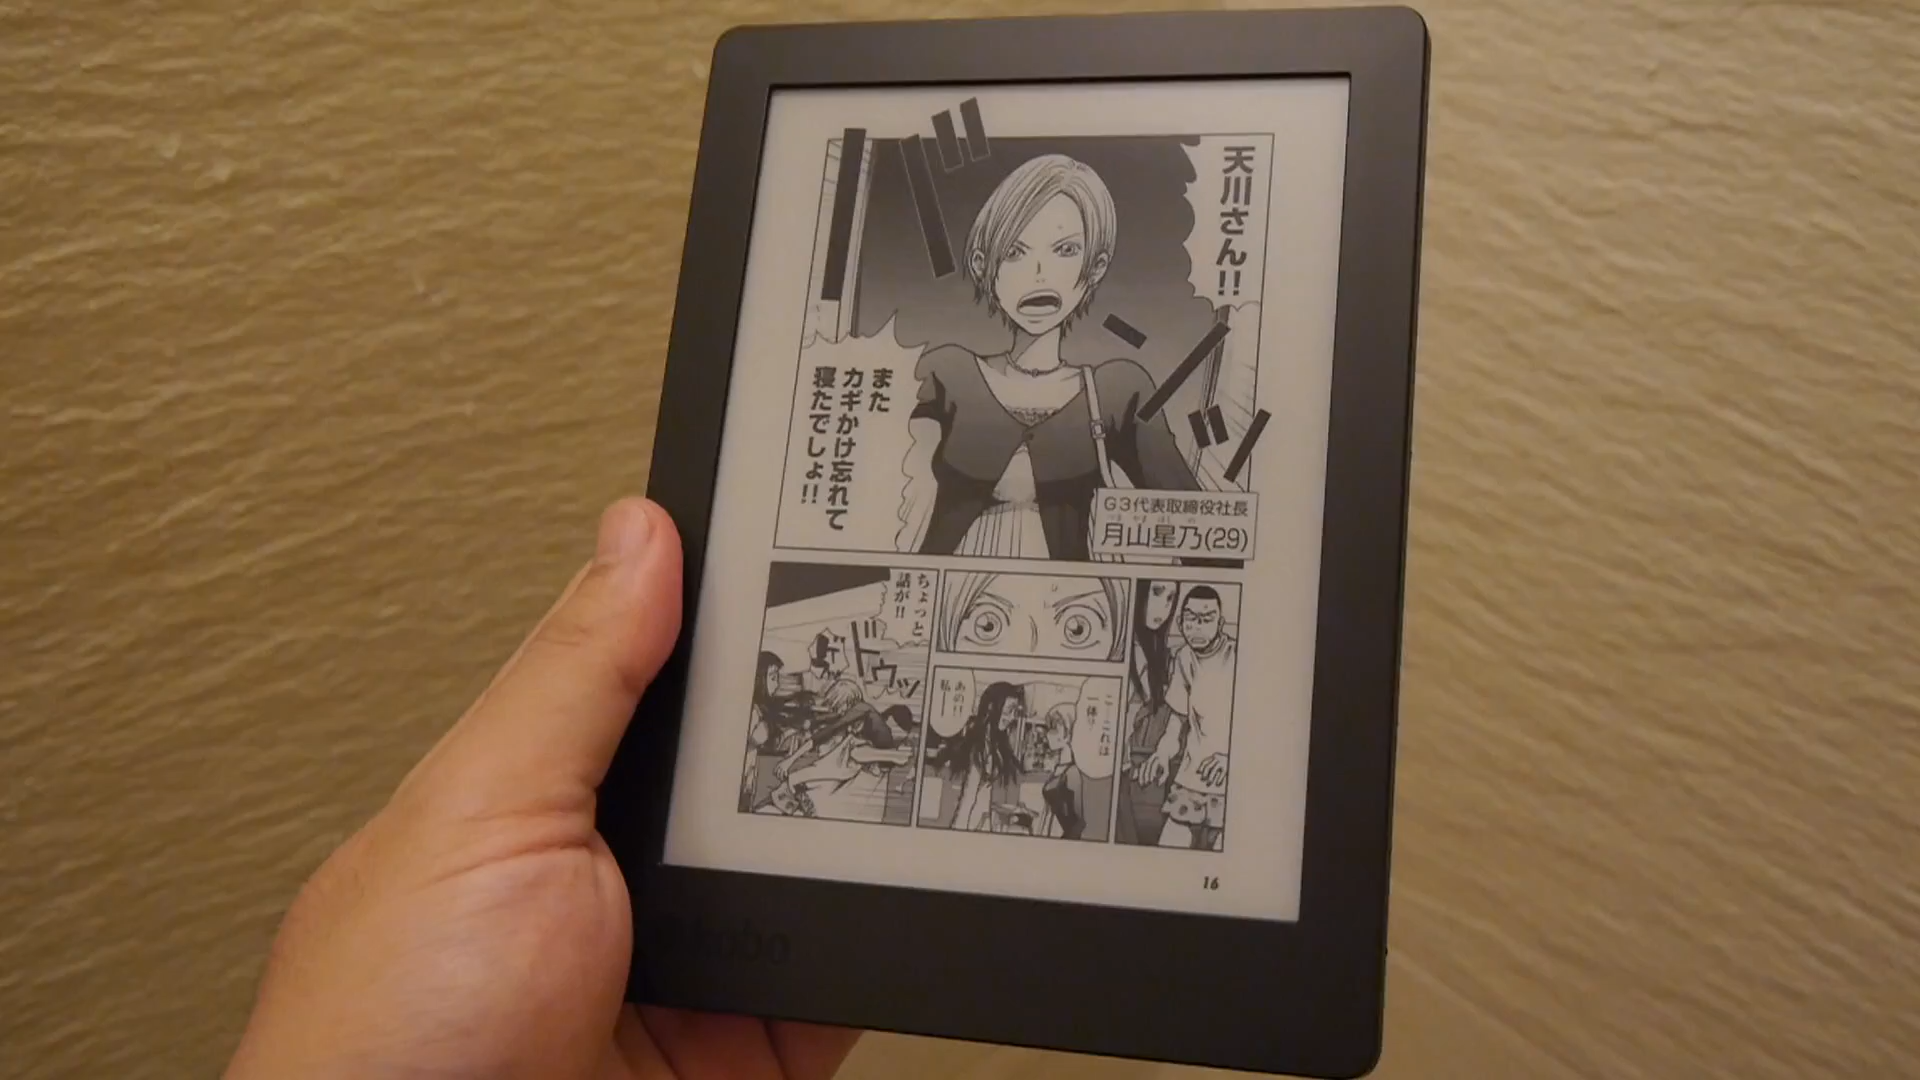 天川さん!!
また
カギかけ忘れて
寝たでしょ!!
G3代表取締役社長
月山星乃(29)
こ…これは
一体?
あの!!
私――
ちょっと
話が!!
ドドウッ
16
kobo